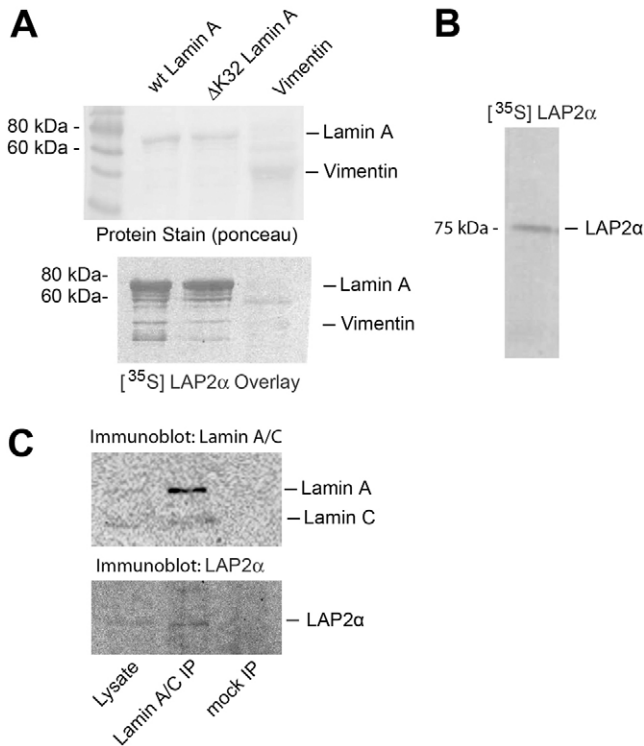 A
wt Lamin A
ΔK32 Lamin A
Vimentin
80 kDa -
60 kDa -
Lamin A
Vimentin
Protein Stain (ponceau)
80 kDa-
60 kDa-
Lamin A
Vimentin
[35S] LAP2α Overlay
B
[35S] LAP2α
75 kDa -
LAP2α
C
Immunoblot: Lamin A/C
Lamin A
Lamin C
Immunoblot: LAP2α
LAP2α
Lysate
Lamin A/C IP
mock IP